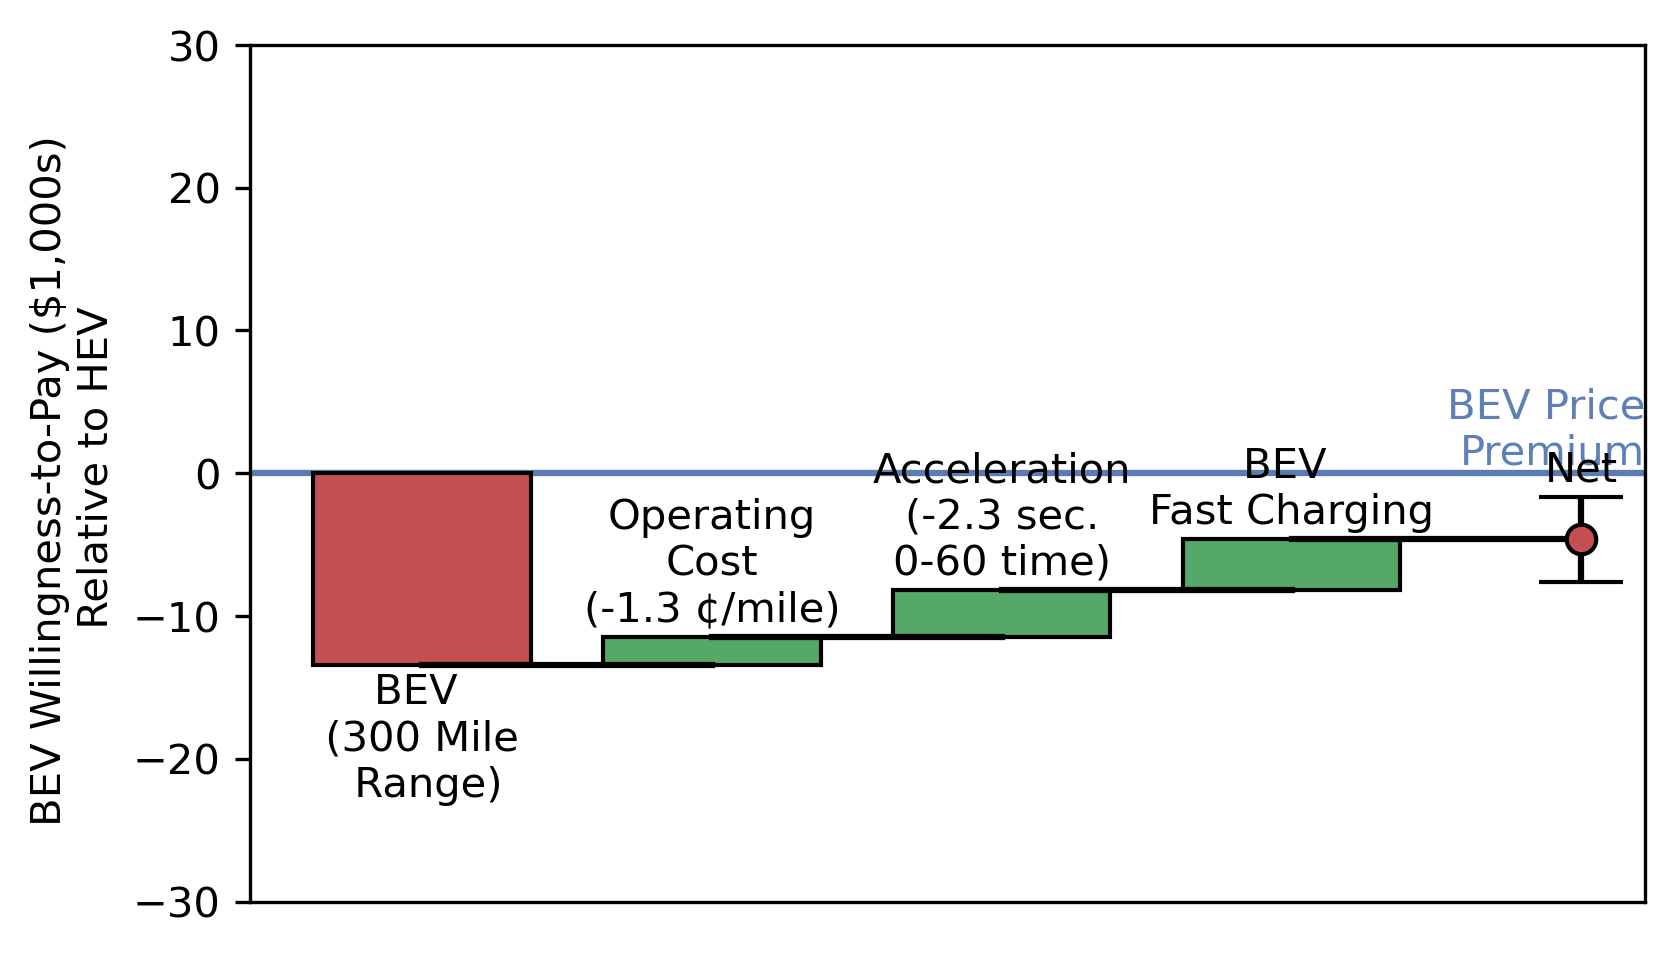 BEV Willingness-to-Pay ($1,000s)
Relative to HEV
30
20
10
0
−10
−20
−30
BEV
(300 Mile
Range)
Operating
Cost
(-1.3 ¢/mile)
Acceleration
(-2.3 sec.
0-60 time)
BEV
Fast Charging
BEV Price
Premium
Net